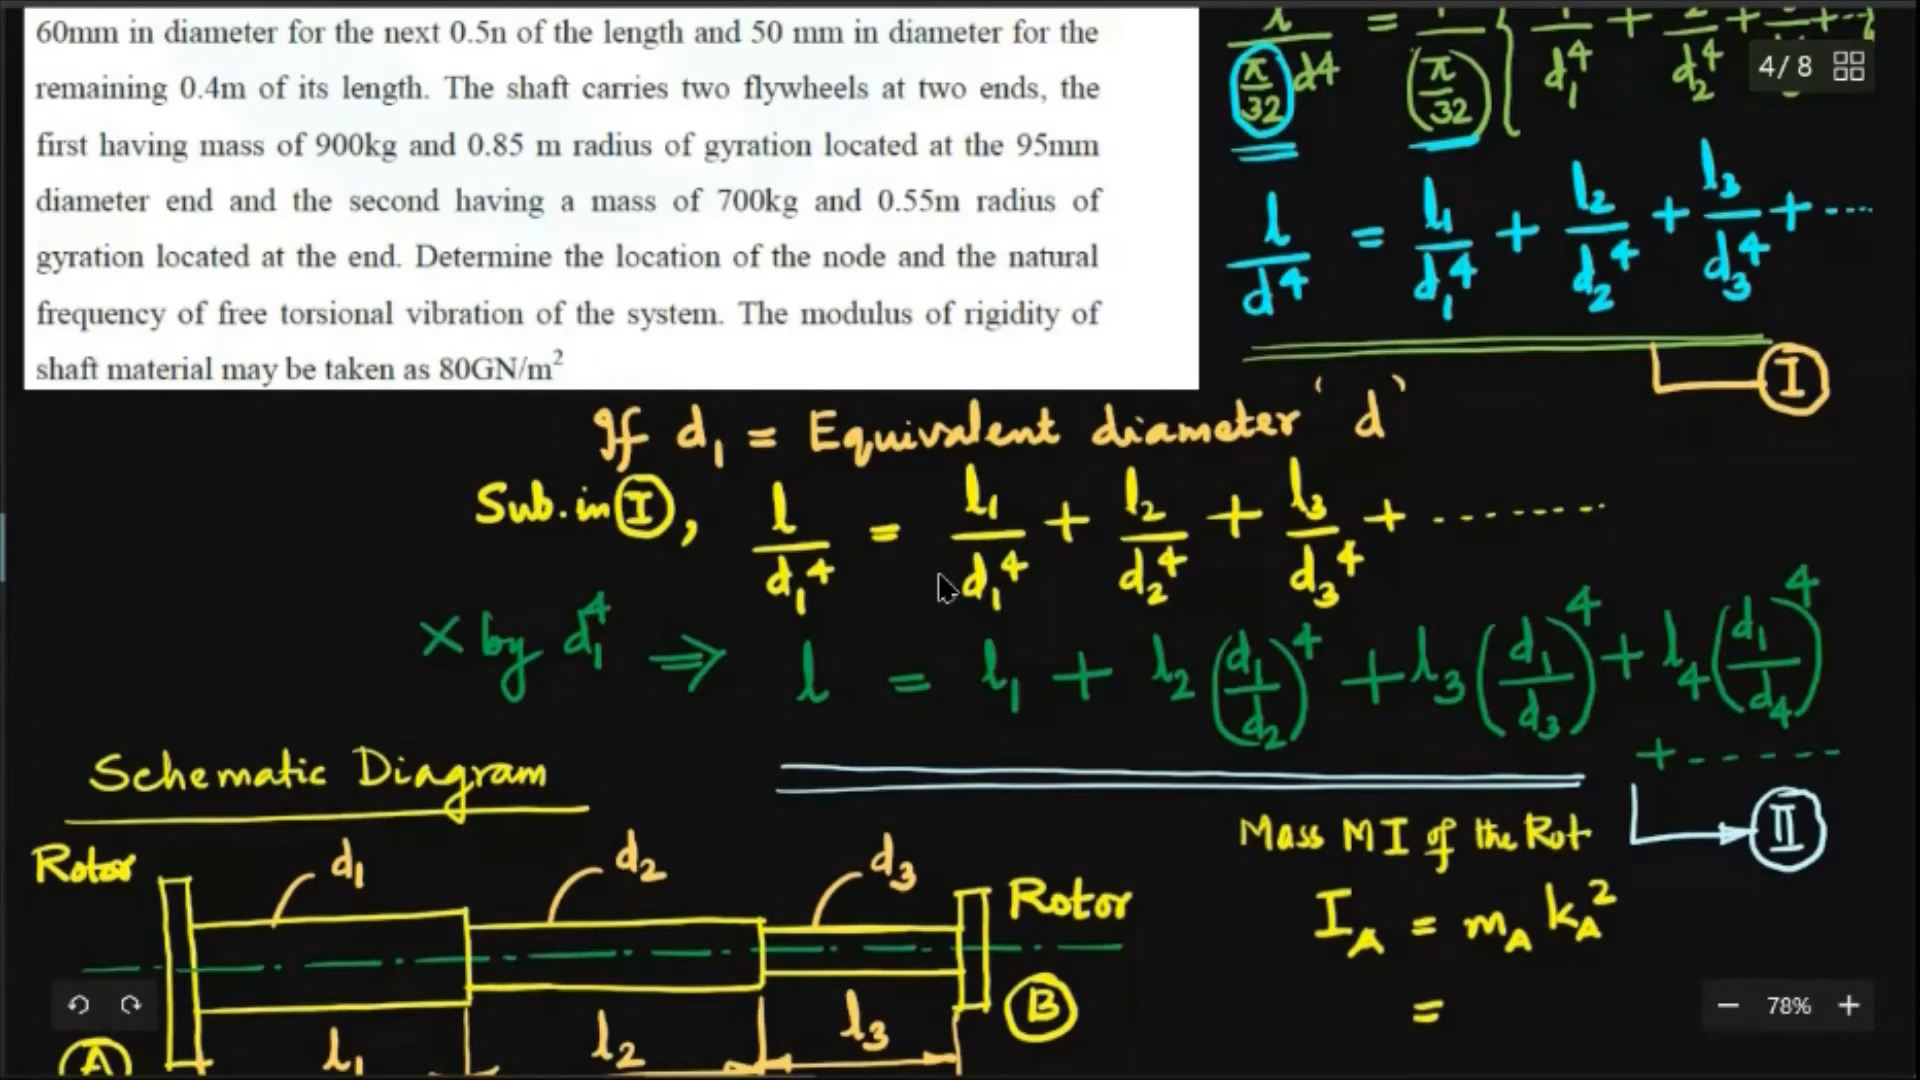 60mm in diameter for the next 0.5n of the length and 50 mm in diameter for the
remaining 0.4m of its length. The shaft carries two flywheels at two ends, the
first having mass of 900kg and 0.85 m radius of gyration located at the 95mm
diameter end and the second having a mass of 700kg and 0.55m radius of
gyration located at the end. Determine the location of the node and the natural
frequency of free torsional vibration of the system. The modulus of rigidity of
shaft material may be taken as 80GN/m²
l/(π/32 d4) = 1/(π/32) { /d₁⁴ + /d₂⁴ +
4/8
l/d⁴ = l₁/d₁⁴ + l₂/d₂⁴ + l₃/d₃⁴ + ....
I
If d₁ = Equivalent diameter 'd'
Sub. in I, l/d₁⁴ = l₁/d₁⁴ + l₂/d₂⁴ + l₃/d₃⁴ + ........
× by d₁⁴ ⇒ l = l₁ + l₂(d₁/d₂)⁴ + l₃(d₁/d₃)⁴ + l₄(d₁/d₄)⁴
+ ------
II
Schematic Diagram
Rotor
d₁
d₂
d₃
Rotor
A
l₁
l₂
l₃
B
Mass MI of the Rot
I_A = m_A k_A²
=
78%